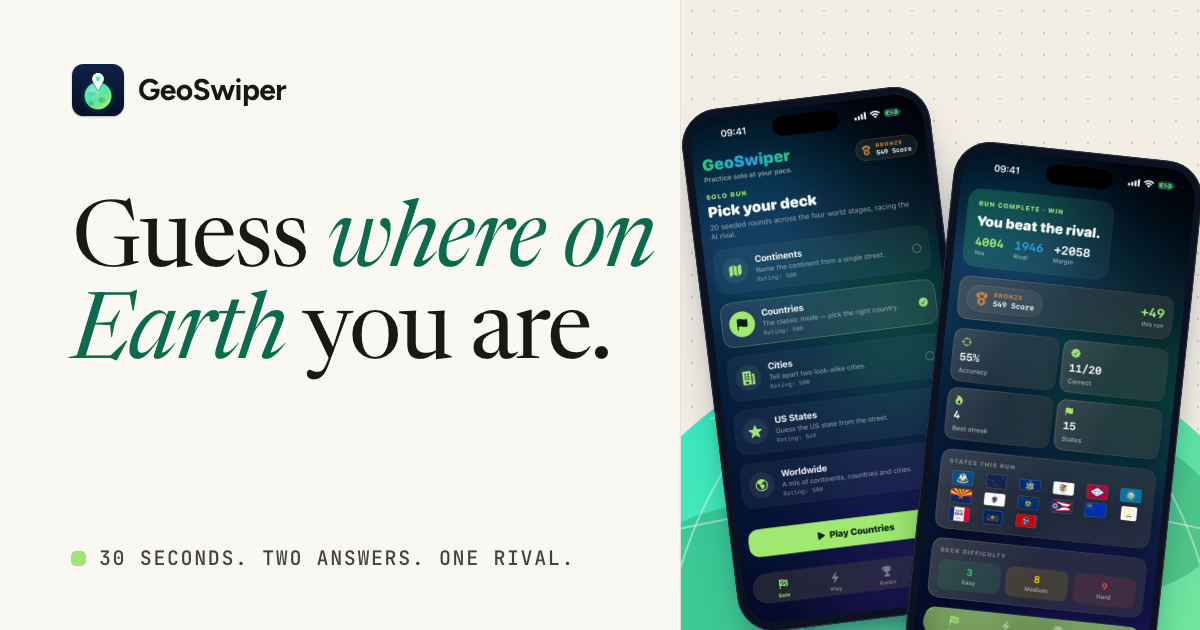 GeoSwiper
Guess where on
Earth you are.
30 SECONDS. TWO ANSWERS. ONE RIVAL.
09:41
GeoSwiper
Practice solo at your pace.
BRONZE
549 Score
SOLO RUN
Pick your deck
20 seeded rounds across the four world stages, racing the
AI rival.
Continents
Name the continent from a single street.
Rating: 500
Countries
The classic mode — pick the right country.
Rating: 500
Cities
Tell apart two look-alike cities.
Rating: 500
US States
Guess the US state from the street.
Rating: 549
Worldwide
A mix of continents, countries and cities.
Rating: 500
Play Countries
Solo
Play
Ranks
09:41
RUN COMPLETE · WIN
You beat the rival.
4004
1946
+2058
You
Rival
Margin
BRONZE
549 Score
+49
this run
55%
Accuracy
11/20
Correct
4
Best streak
15
States
STATES THIS RUN
DECK DIFFICULTY
3
Easy
8
Medium
9
Hard